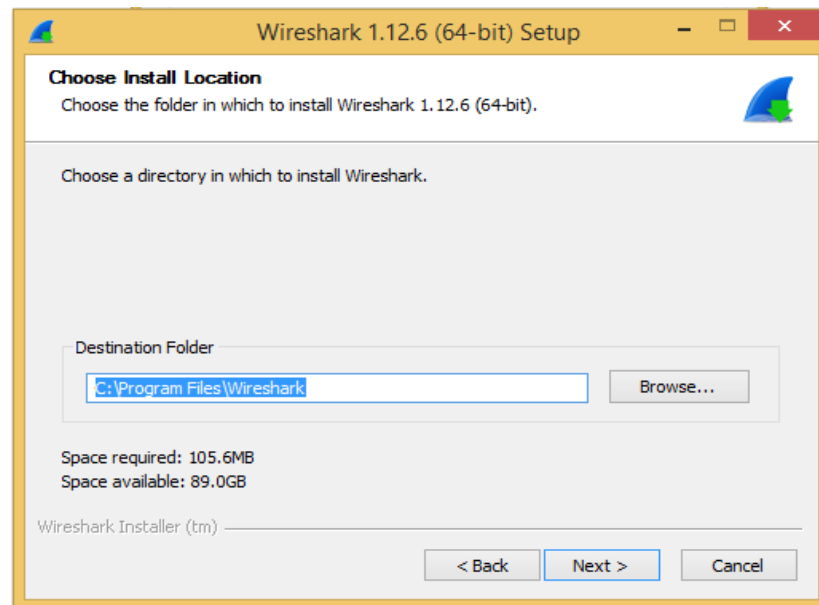 Wireshark 1.12.6 (64-bit) Setup
Choose Install Location
Choose the folder in which to install Wireshark 1.12.6 (64-bit).
Choose a directory in which to install Wireshark.
Destination Folder
C:\Program Files\Wireshark
Browse...
Space required: 105.6MB
Space available: 89.0GB
Wireshark Installer (tm)
< Back Next > Cancel